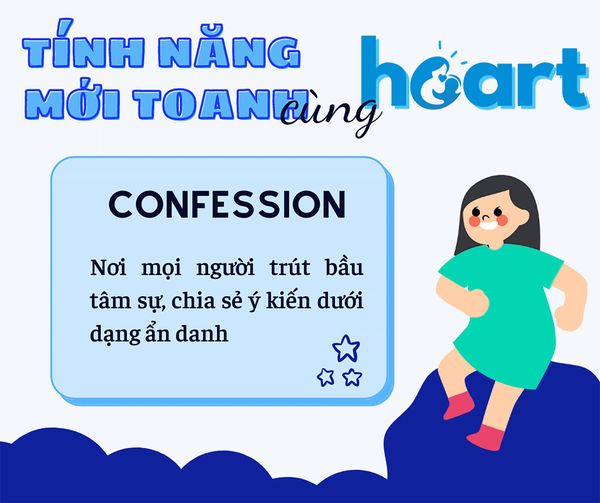 TÍNH NĂNG
MỚI TOANH cùng heart
CONFESSION
Nơi mọi người trút bầu
tâm sự, chia sẻ ý kiến dưới
dạng ẩn danh